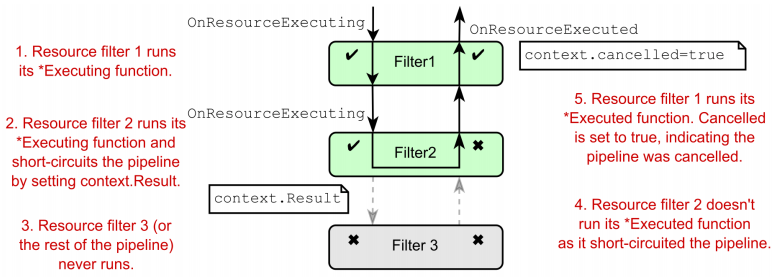 OnResourceExecuting
OnResourceExecuted
context.cancelled=true
1. Resource filter 1 runs
its *Executing function.
Filter1
OnResourceExecuting
2. Resource filter 2 runs its
*Executing function and
short-circuits the pipeline
by setting context.Result.
Filter2
context.Result
3. Resource filter 3 (or
the rest of the pipeline)
never runs.
Filter 3
5. Resource filter 1 runs its
*Executed function. Cancelled
is set to true, indicating the
pipeline was cancelled.
4. Resource filter 2 doesn't
run its *Executed function
as it short-circuited the pipeline.